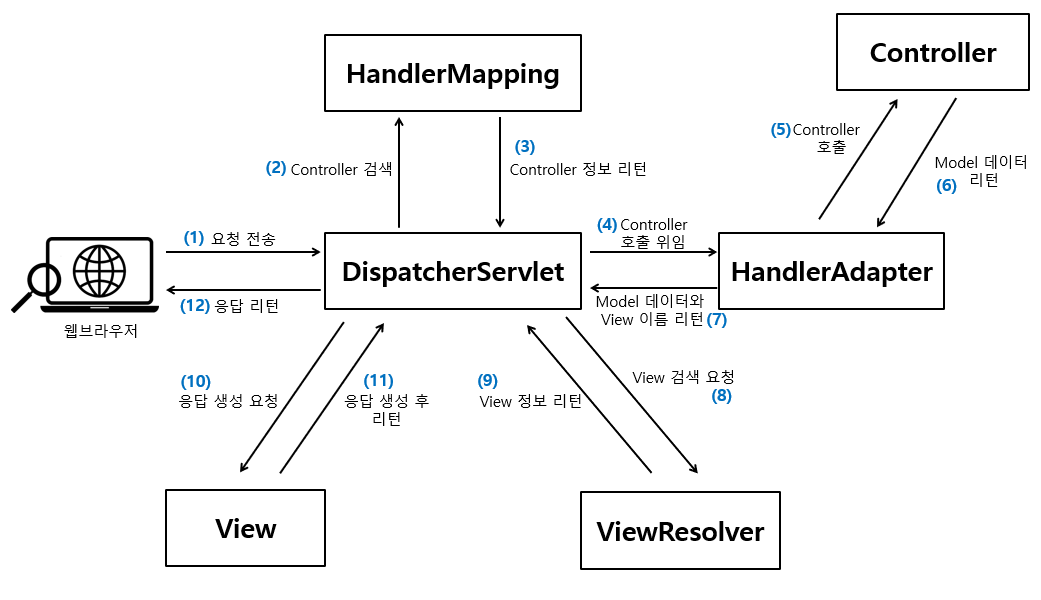 HandlerMapping
Controller
(2) Controller 검색
(3)
Controller 정보 리턴
(5) Controller
호출
Model 데이터
(6) 리턴
(1) 요청 전송
(4) Controller
호출 위임
DispatcherServlet
HandlerAdapter
(12) 응답 리턴
웹브라우저
Model 데이터와
View 이름 리턴 (7)
(10)
응답 생성 요청
(11)
응답 생성 후
리턴
(9)
View 정보 리턴
View 검색 요청
(8)
View
ViewResolver